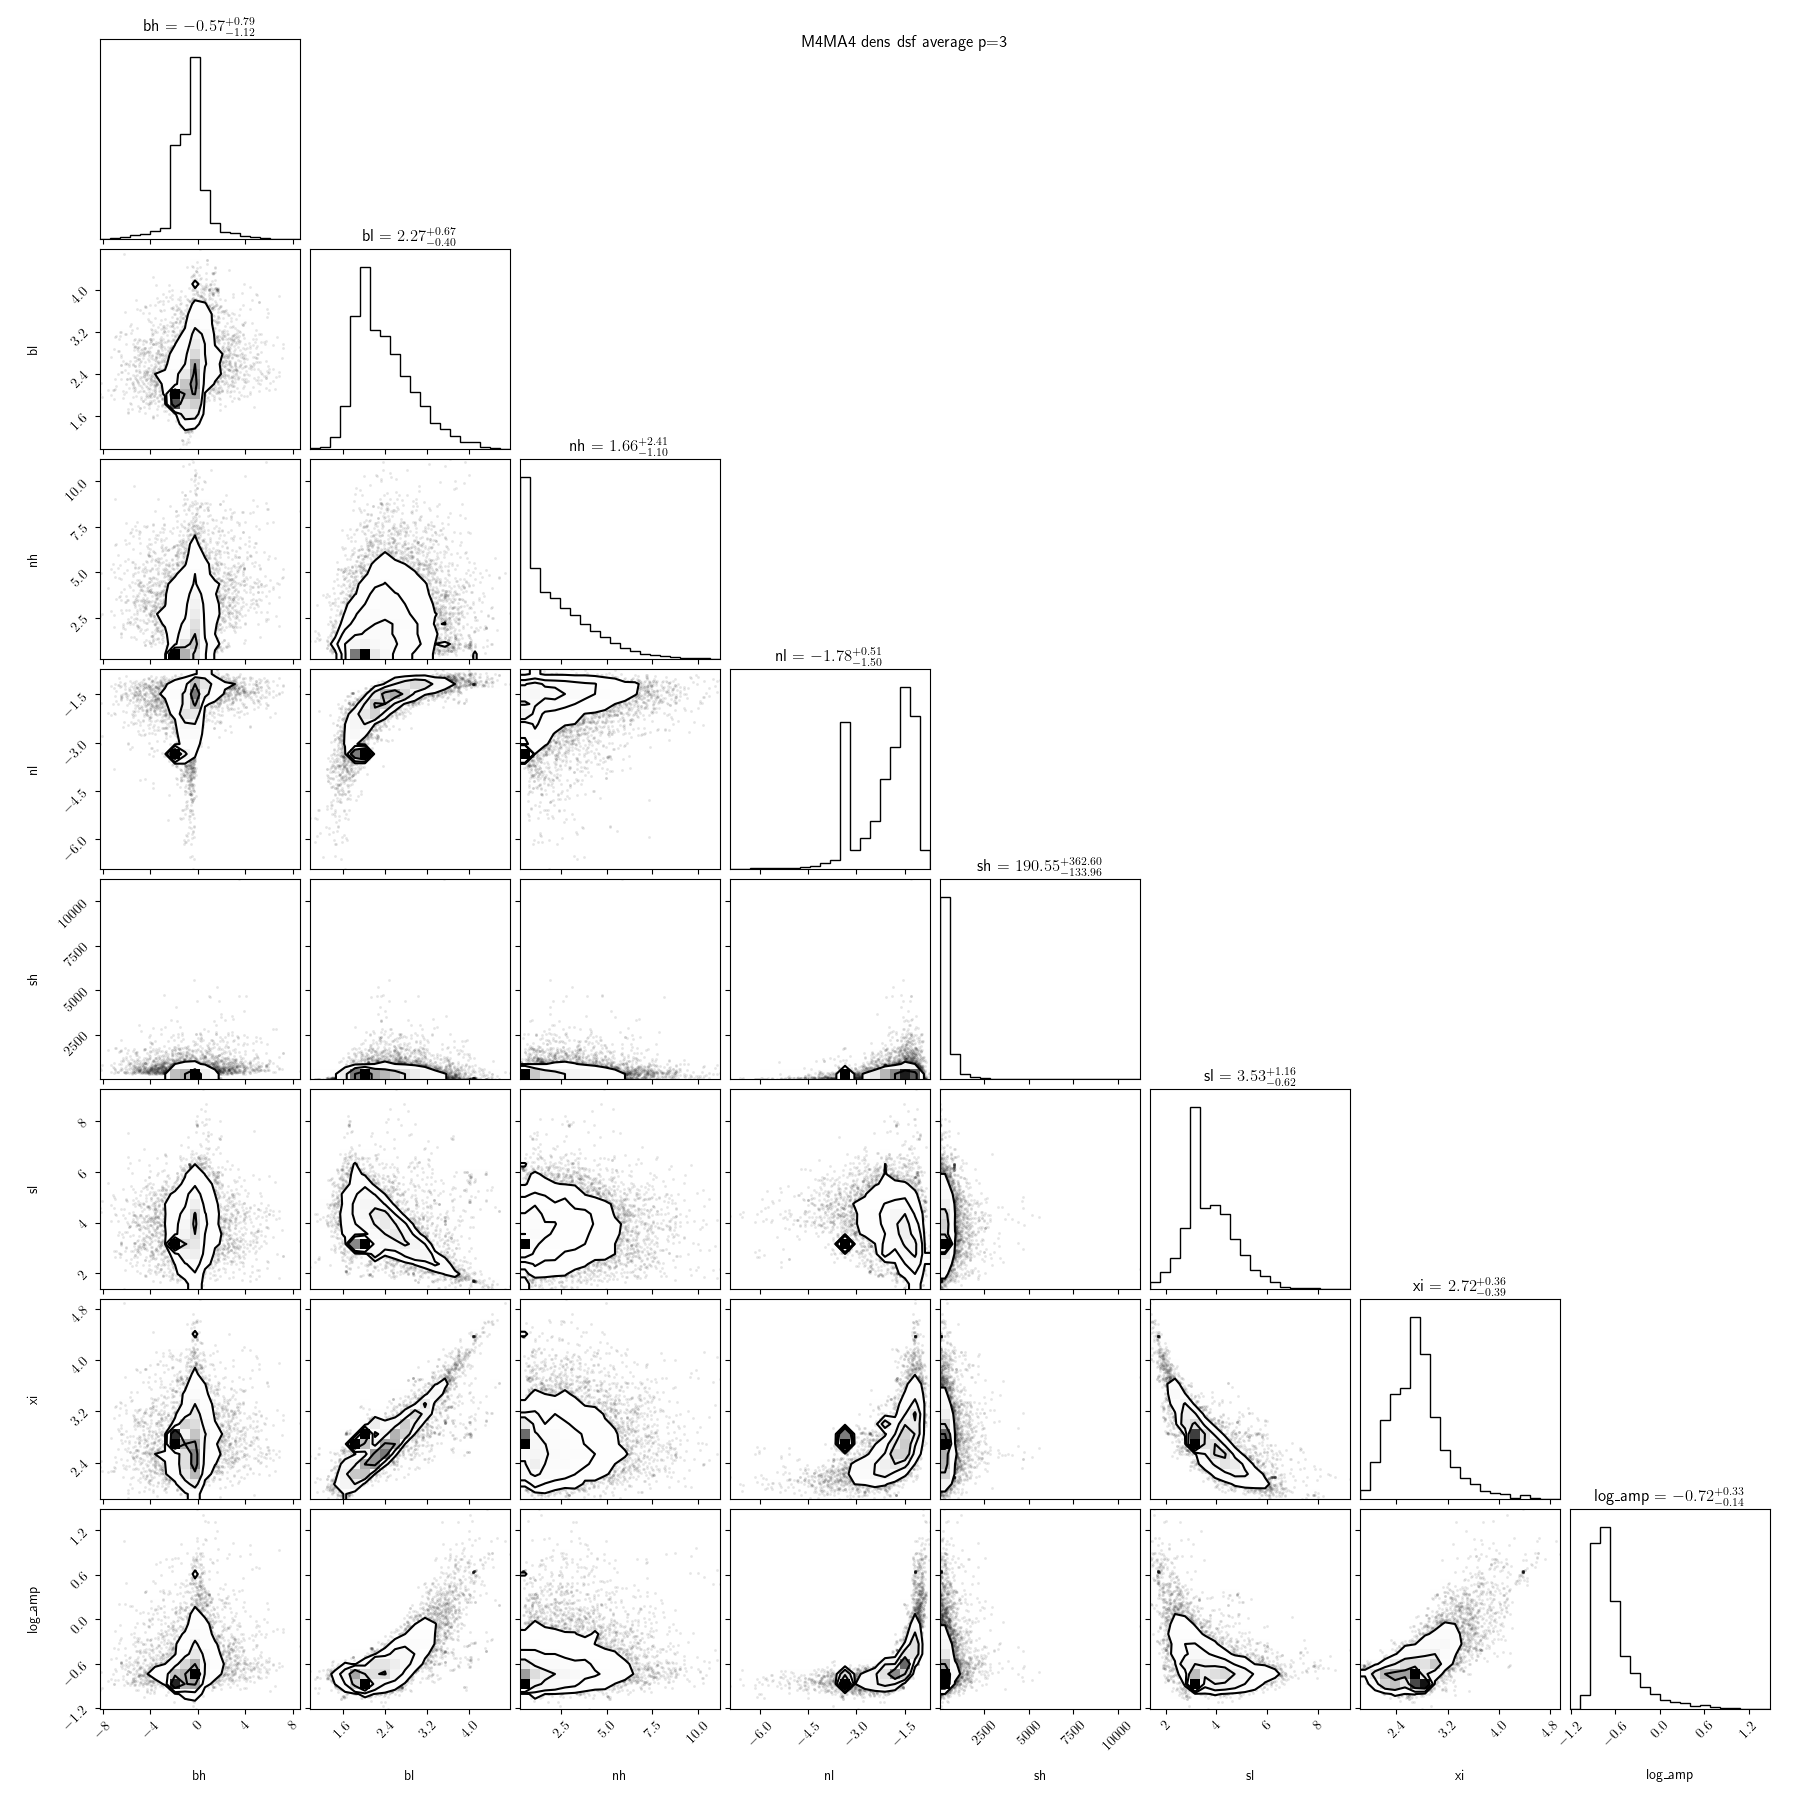 bh = −0.57+0.79−1.12
M4MA4 dens dsf average p=3
bl = 2.27+0.67−0.40
bl
4.0
3.2
2.4
1.6
nh = 1.66+2.41−1.10
nh
10.0
7.5
5.0
2.5
nl = −1.78+0.51−1.50
nl
−1.5
−3.0
−4.5
−6.0
sh = 190.55+362.60−133.96
sh
10000
7500
5000
2500
sl = 3.53+1.16−0.62
sl
8
6
4
2
xi = 2.72+0.36−0.39
xi
4.8
4.0
3.2
2.4
log_amp = −0.72+0.33−0.14
log_amp
1.2
0.6
0.0
−0.6
−1.2
−8 −4 0 4 8 1.6 2.4 3.2 4.0 2.5 5.0 7.5 10.0 −6.0 −4.5 −3.0 −1.5 2500 5000 7500 10000 2 4 6 8 2.4 3.2 4.0 4.8 −1.2 −0.6 0.0 0.6 1.2
bh bl nh nl sh sl xi log_amp